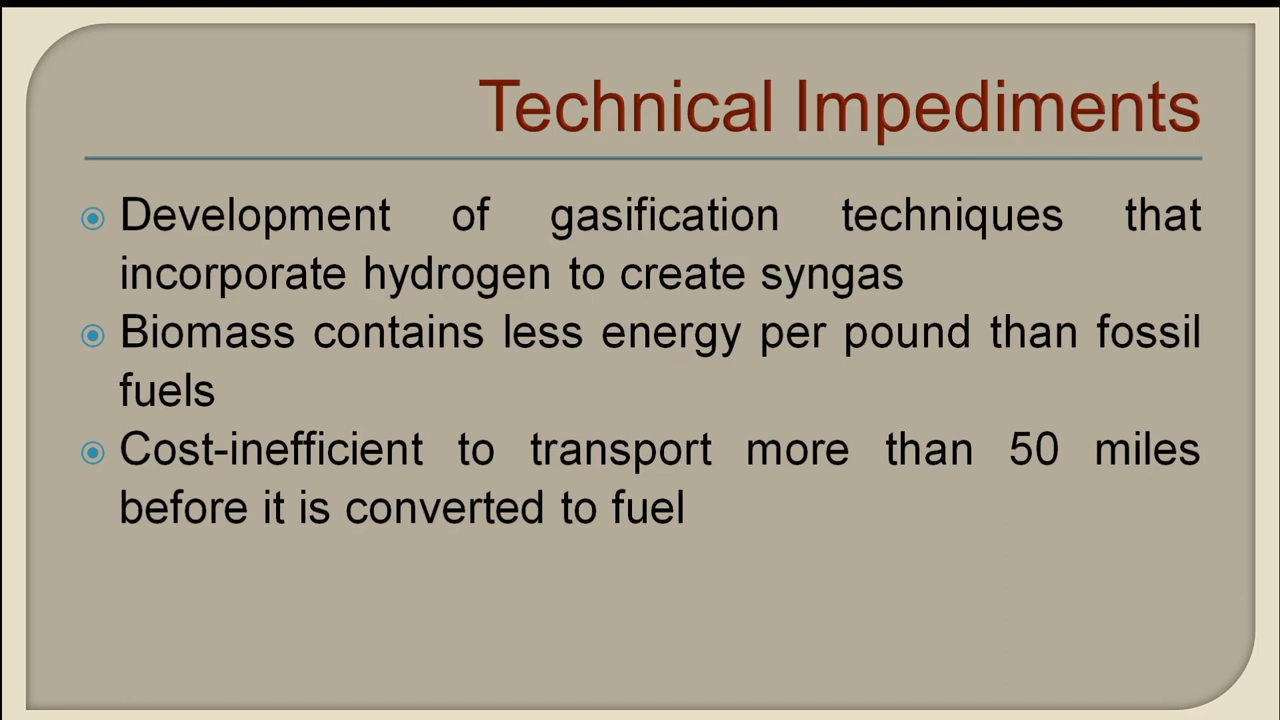 Technical Impediments
Development of gasification techniques that
incorporate hydrogen to create syngas
Biomass contains less energy per pound than fossil
fuels
Cost-inefficient to transport more than 50 miles
before it is converted to fuel